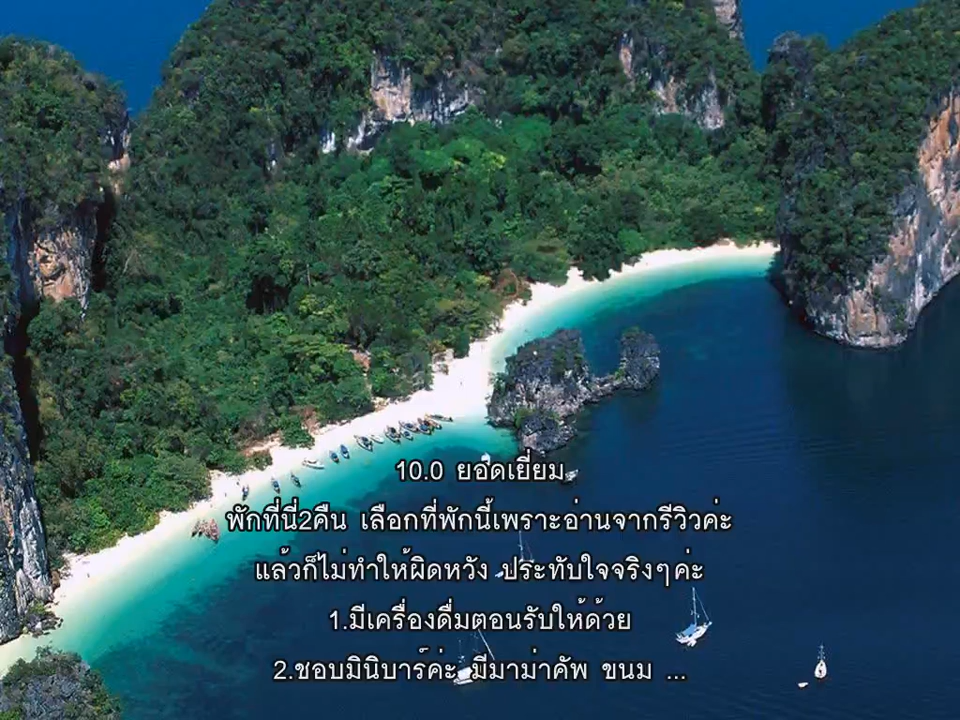 10.0 ยอดเยี่ยม
พักที่นี่2คืน เลือกที่พักนี้เพราะอ่านจากรีวิวค่ะ
แล้วก็ไม่ทำให้ผิดหวัง ประทับใจจริงๆค่ะ
1.มีเครื่องดื่มตอนรับให้ด้วย
2.ชอบมินิบาร์ค่ะ มีมาม่าคัพ ขนม ...